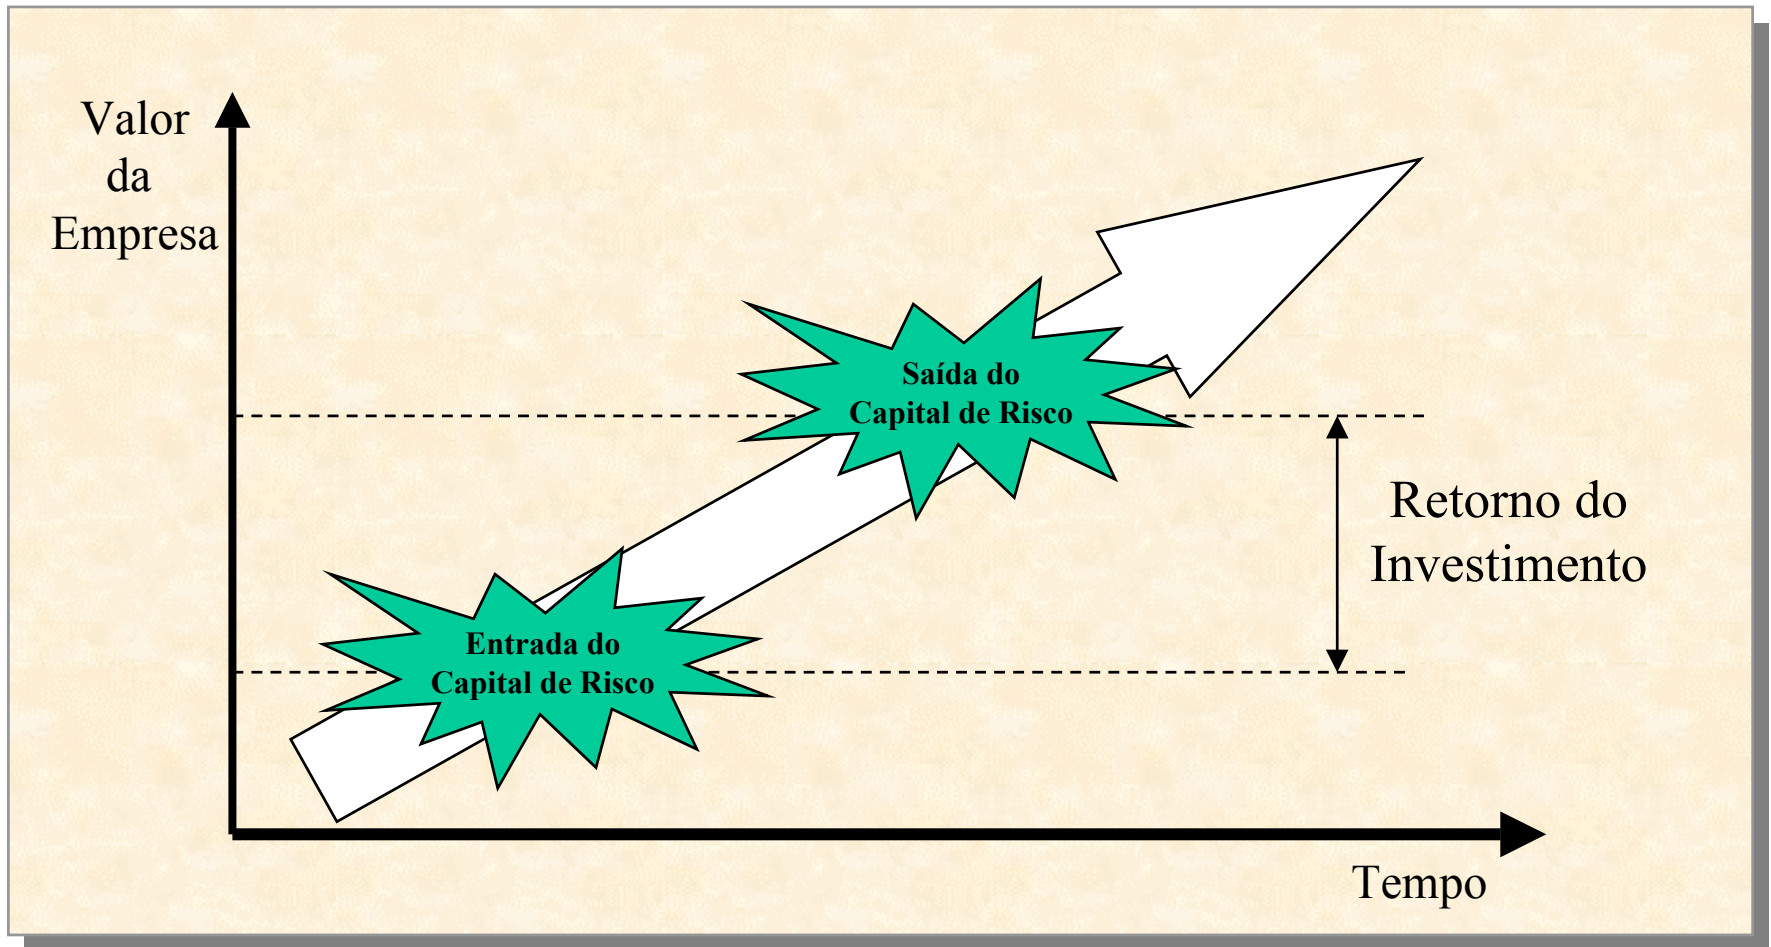 Valor
da
Empresa
Saída do
Capital de Risco
Retorno do
Investimento
Entrada do
Capital de Risco
Tempo